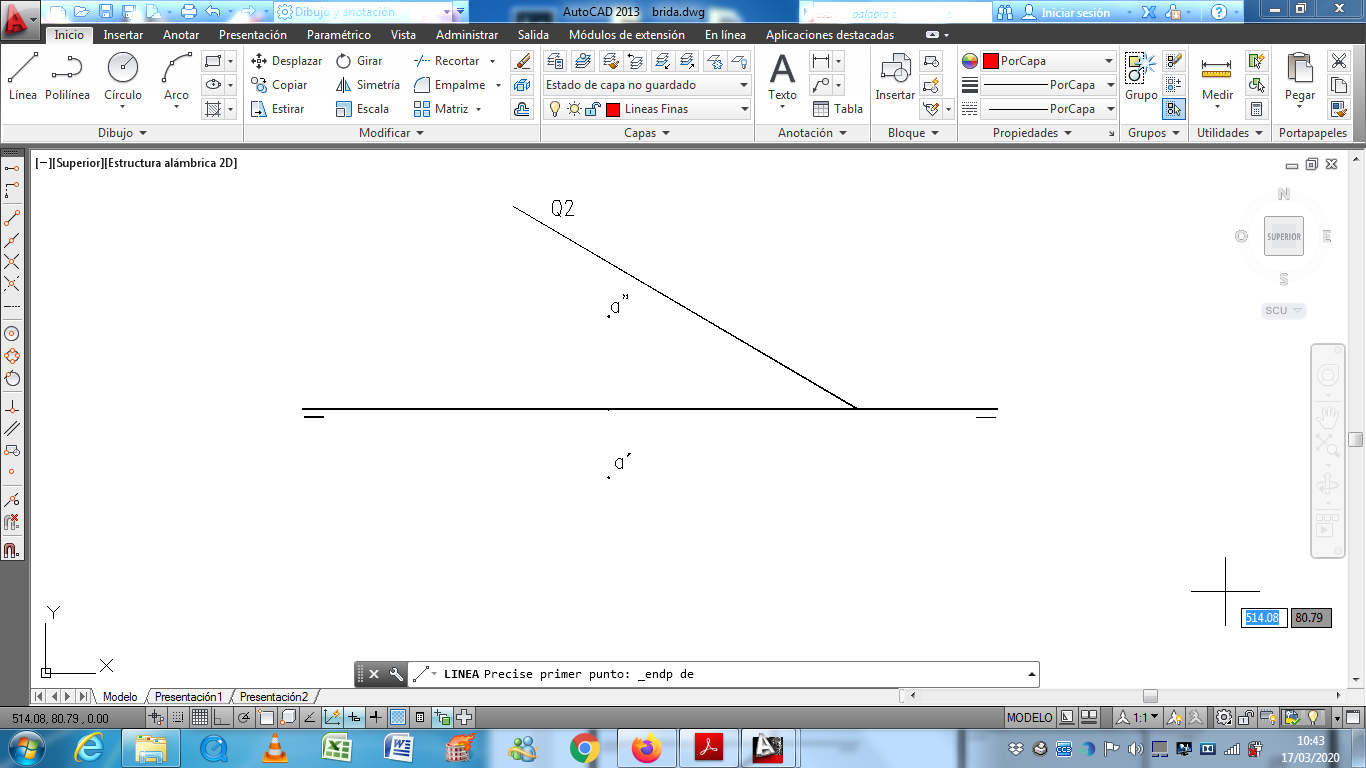 Dibujo y anotación
AutoCAD 2013 brida.dwg
palabra
Iniciar sesión
Inicio Insertar Anotar Presentación Paramétrico Vista Administrar Salida Módulos de extensión En línea Aplicaciones destacadas
Línea Polilínea Círculo Arco
Desplazar Girar Recortar
Copiar Simetría Empalme
Estirar Escala Matriz
Estado de capa no guardado
Lineas Finas
Texto
Tabla
Insertar
PorCapa
PorCapa
PorCapa
Grupo
Medir
Pegar
Dibujo Modificar Capas Anotación Bloque Propiedades Grupos Utilidades Portapapeles
[−][Superior][Estructura alámbrica 2D]
N
O SUPERIOR E
S
SCU
Q2
a"
a´
514.08 80.79
Y
X
LINEA Precise primer punto: _endp de
Modelo Presentación1 Presentación2
514.08, 80.79 , 0.00
MODELO 1:1
10:43
17/03/2020